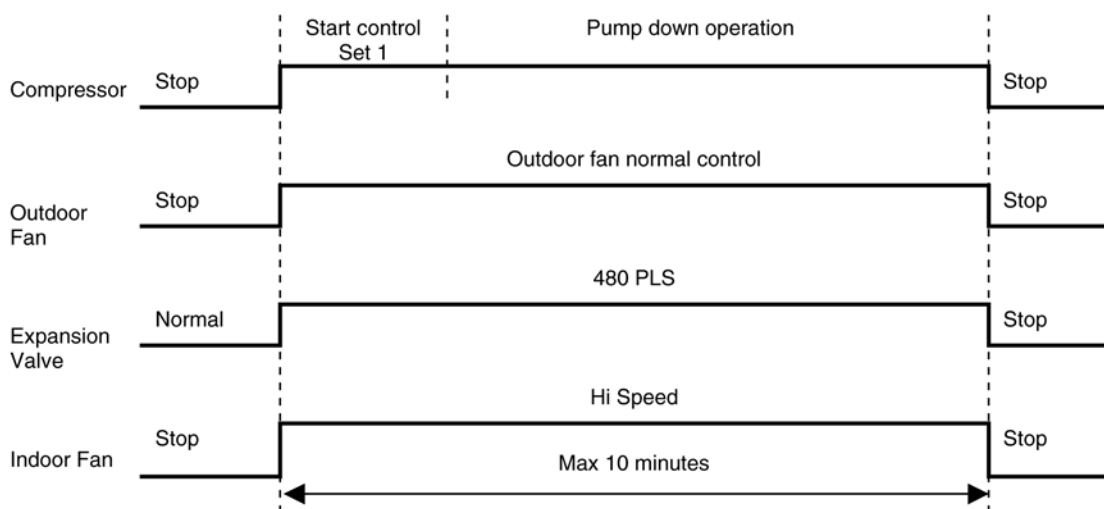 Start control
Set 1
Pump down operation
Compressor
Stop
Stop
Outdoor fan normal control
Outdoor
Fan
Stop
Stop
480 PLS
Expansion
Valve
Normal
Stop
Hi Speed
Indoor Fan
Stop
Stop
Max 10 minutes